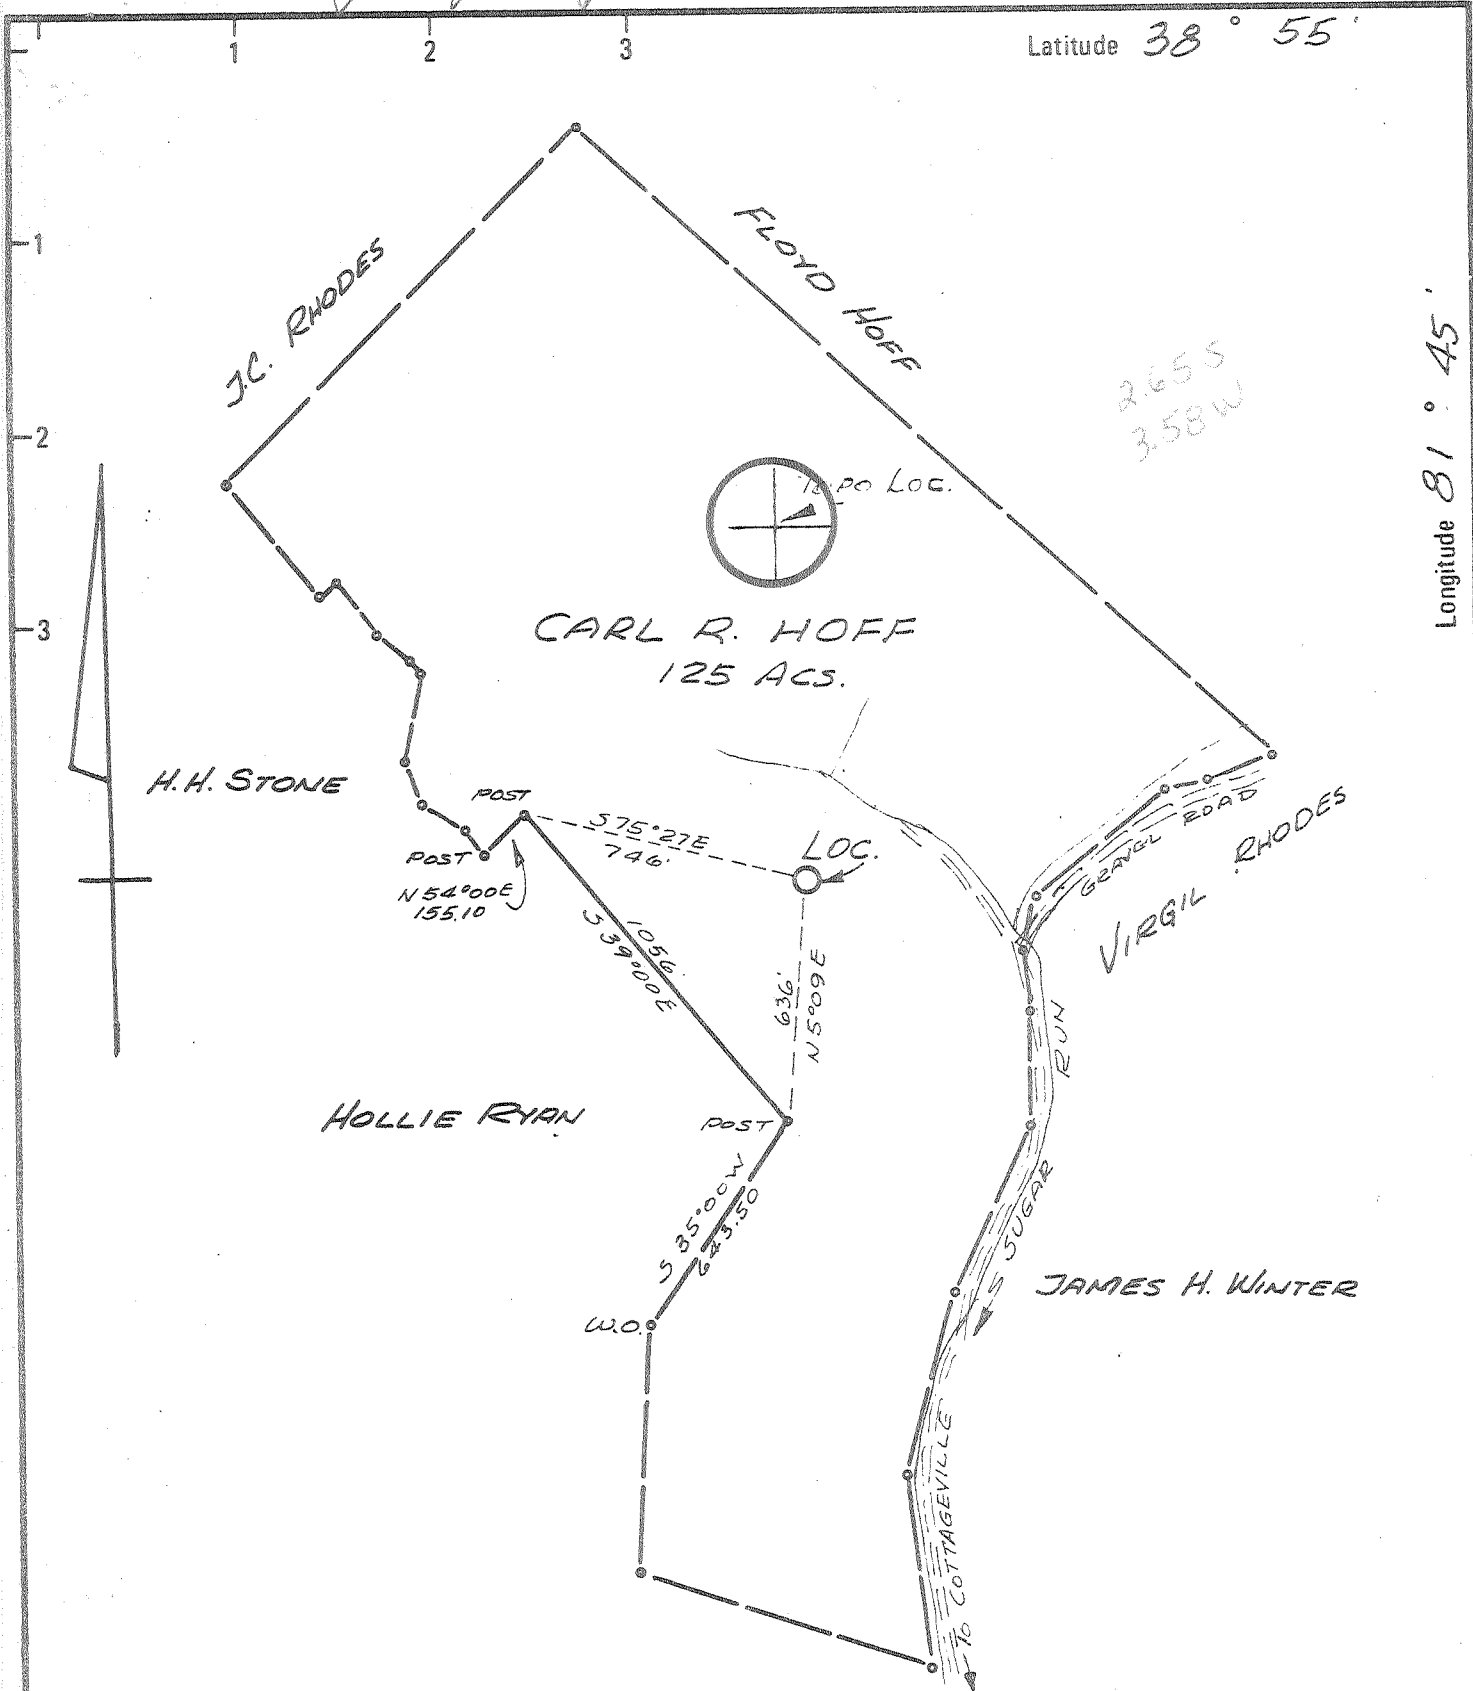 1
2
3
Latitude 38° 55'
1
2
3
Longitude 81° 45'
J.C. RHODES
FLOYD HOFF
2.65 S
3.58 W
TOPO LOC.
CARL R. HOFF
125 ACS.
H.H. STONE
POST
S75°27E
746'
LOC.
POST
N54°00E
155.10
1056'
S39°00E
636'
N5°09E
GRAVEL ROAD
VIRGIL RHODES
HOLLIE RYAN
POST
S 35°00W
643.50
W.O.
SUGAR RUN
JAMES H. WINTER
TO COTTAGEVILLE